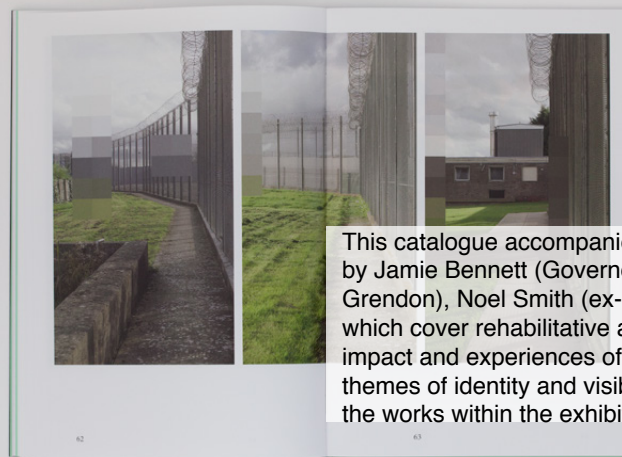 This catalogue accompanie
by Jamie Bennett (Governo
Grendon), Noel Smith (ex-
which cover rehabilitative a
impact and experiences of
themes of identity and visib
the works within the exhibi
62
63